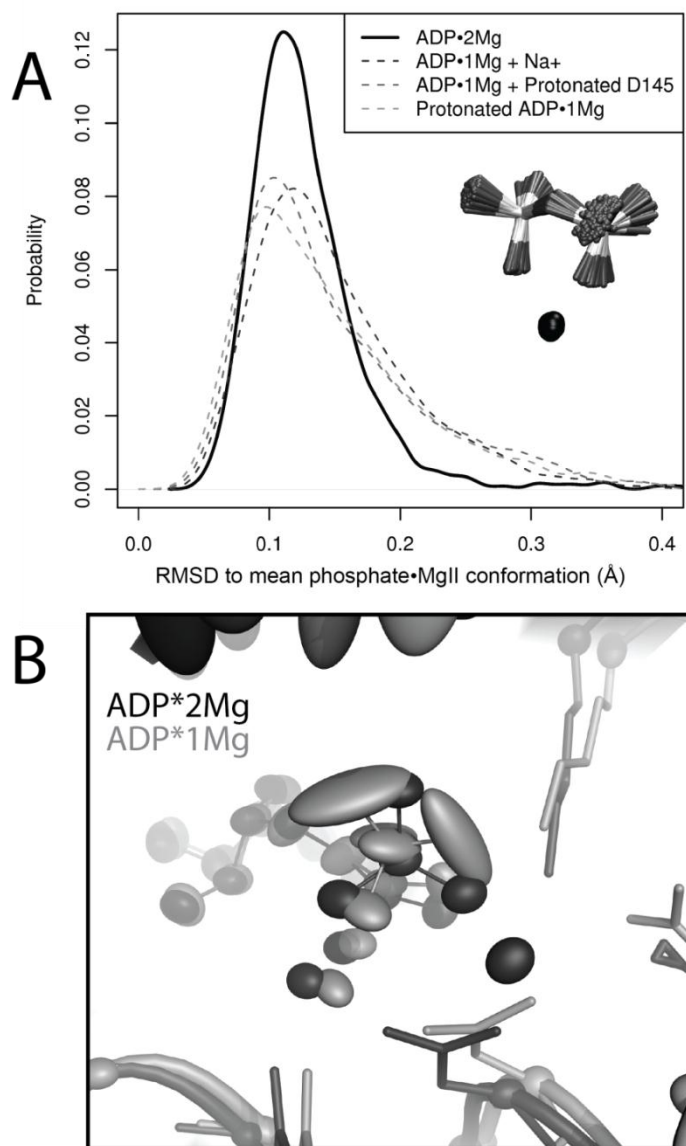 A
ADP•2Mg
ADP•1Mg + Na+
ADP•1Mg + Protonated D145
Protonated ADP•1Mg
Probability
0.12
0.10
0.08
0.06
0.04
0.02
0.00
0.0 0.1 0.2 0.3 0.4
RMSD to mean phosphate•MgII conformation (Å)
B
ADP*2Mg
ADP*1Mg